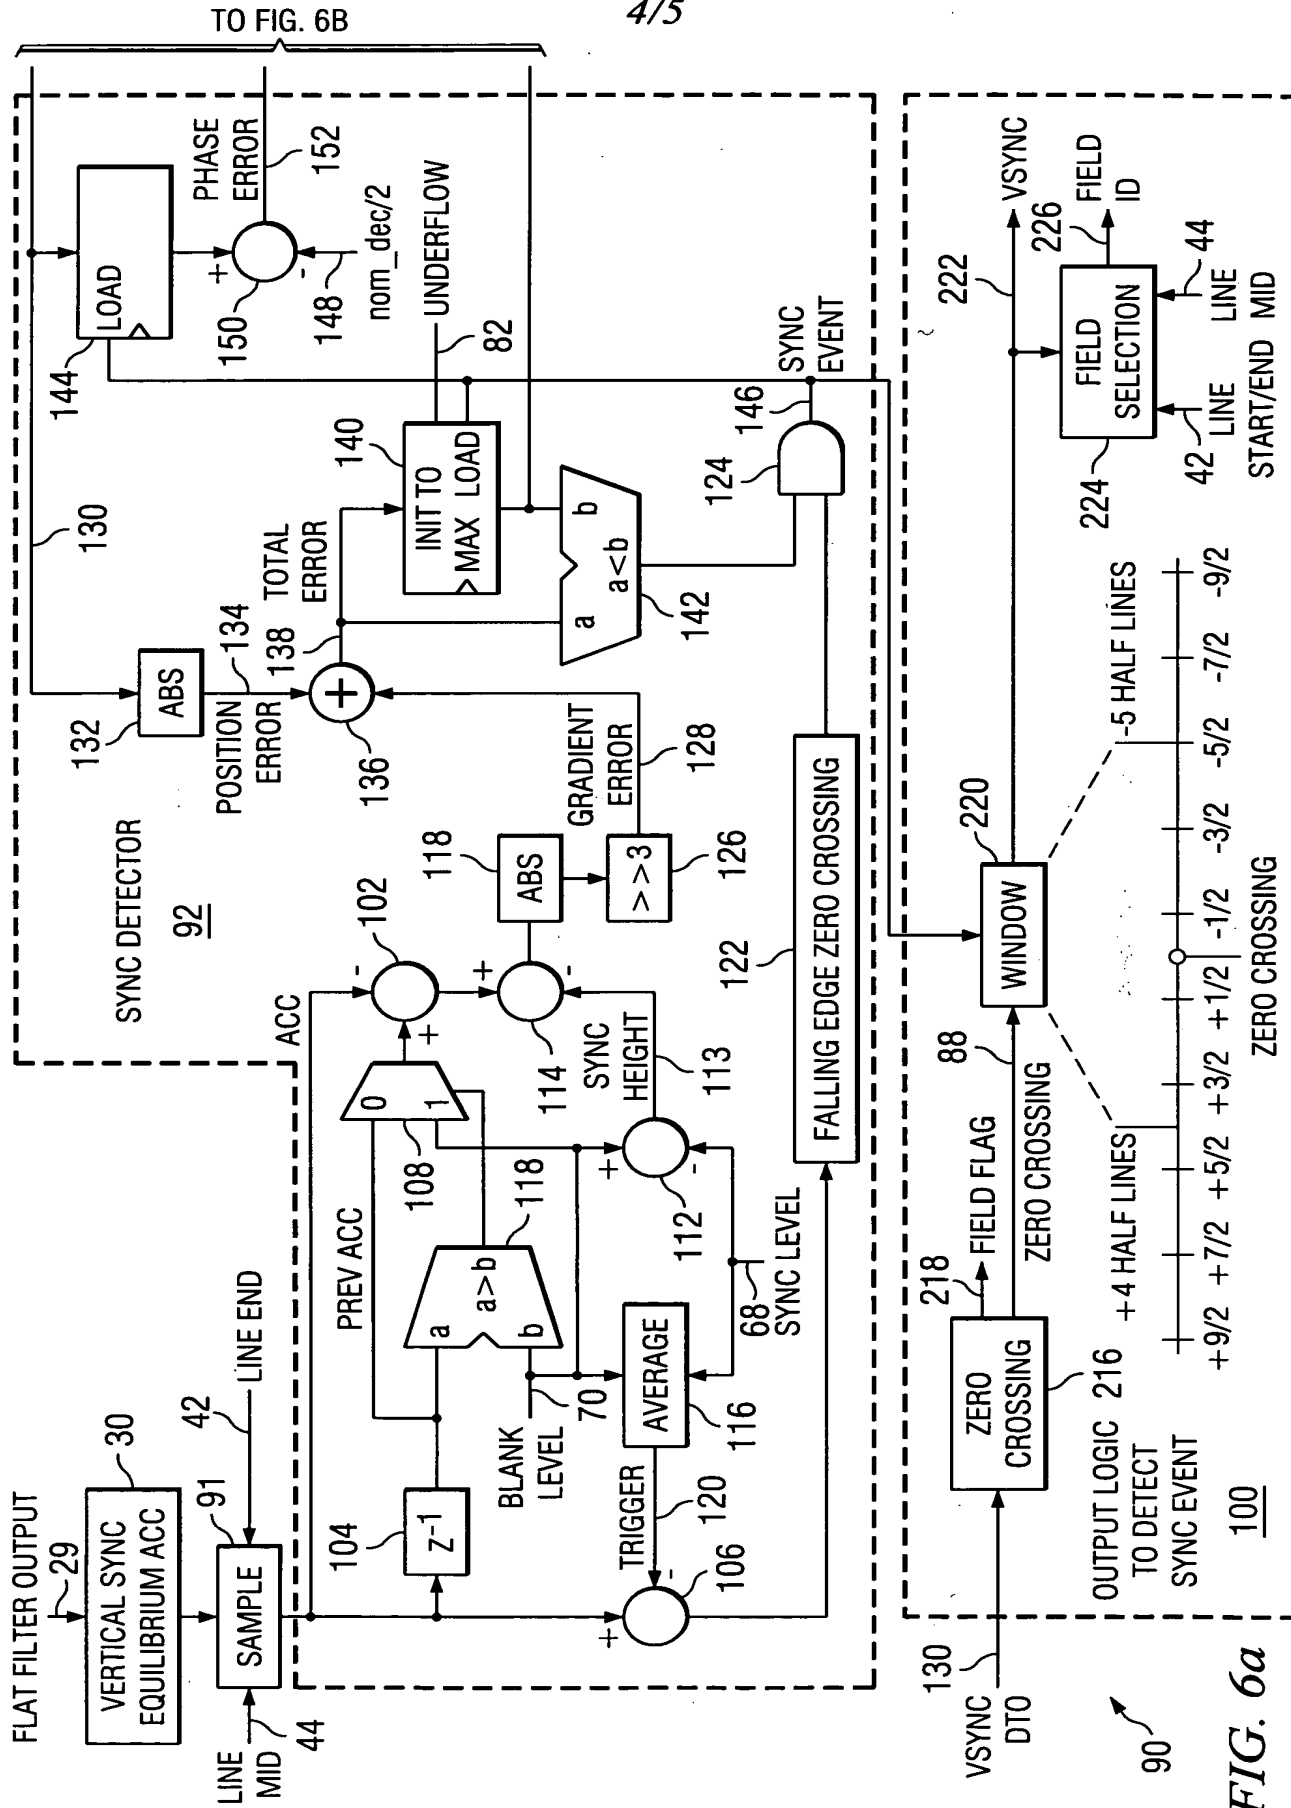 4/5
TO FIG. 6B
FLAT FILTER OUTPUT
29
VERTICAL SYNC
EQUILIBRIUM ACC
30
LINE
MID
44
SAMPLE
91
42
LINE END
SYNC DETECTOR
92
ACC
104
Z-1
PREV ACC
a
a>b
b
118
BLANK
LEVEL
70
0
1
108
-
+
102
+
-
114
SYNC
HEIGHT
113
+
-
112
68
SYNC LEVEL
AVERAGE
116
TRIGGER
120
+
-
106
118
ABS
>>3
126
GRADIENT
ERROR
128
FALLING EDGE ZERO CROSSING
122
132
ABS
POSITION
ERROR
134
+
136
138
TOTAL
ERROR
130
140
INIT TO
MAX LOAD
UNDERFLOW
82
a
b
a<b
142
124
146
SYNC
EVENT
144
LOAD
PHASE
ERROR
152
+
-
150
148
nom_dec/2
VSYNC
DTO
130
ZERO
CROSSING
216
218
FIELD FLAG
88
ZERO CROSSING
WINDOW
220
222
VSYNC
FIELD
SELECTION
224
226
FIELD
ID
42
LINE
START/END
44
LINE
MID
+4 HALF LINES
-5 HALF LINES
+9/2 +7/2 +5/2 +3/2 +1/2 -1/2 -3/2 -5/2 -7/2 -9/2
ZERO CROSSING
OUTPUT LOGIC
TO DETECT
SYNC EVENT
100
90
FIG. 6a